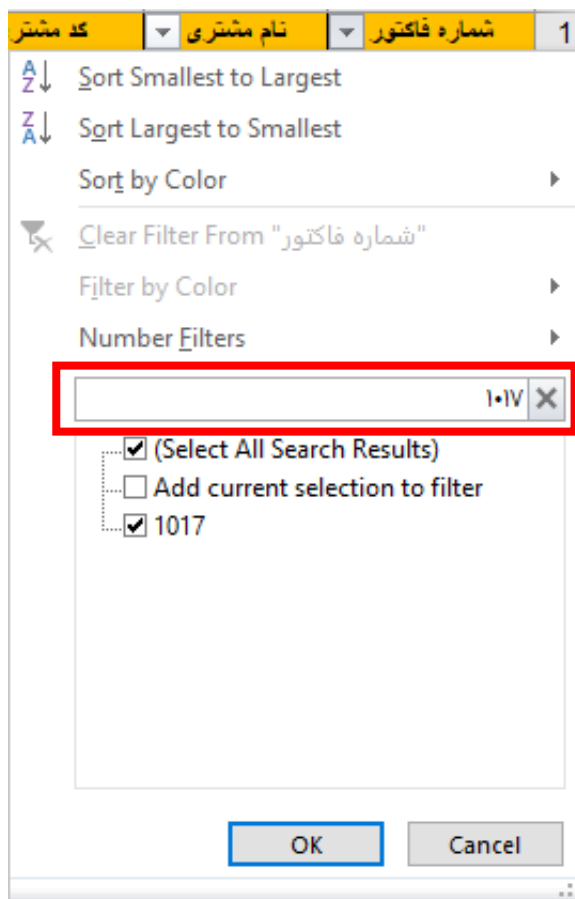 1 شماره فاکتور نام مشتری کد مشتر
Sort Smallest to Largest
Sort Largest to Smallest
Sort by Color
Clear Filter From "شماره فاکتور"
Filter by Color
Number Filters
۱۰۱۷
(Select All Search Results)
Add current selection to filter
1017
OK Cancel